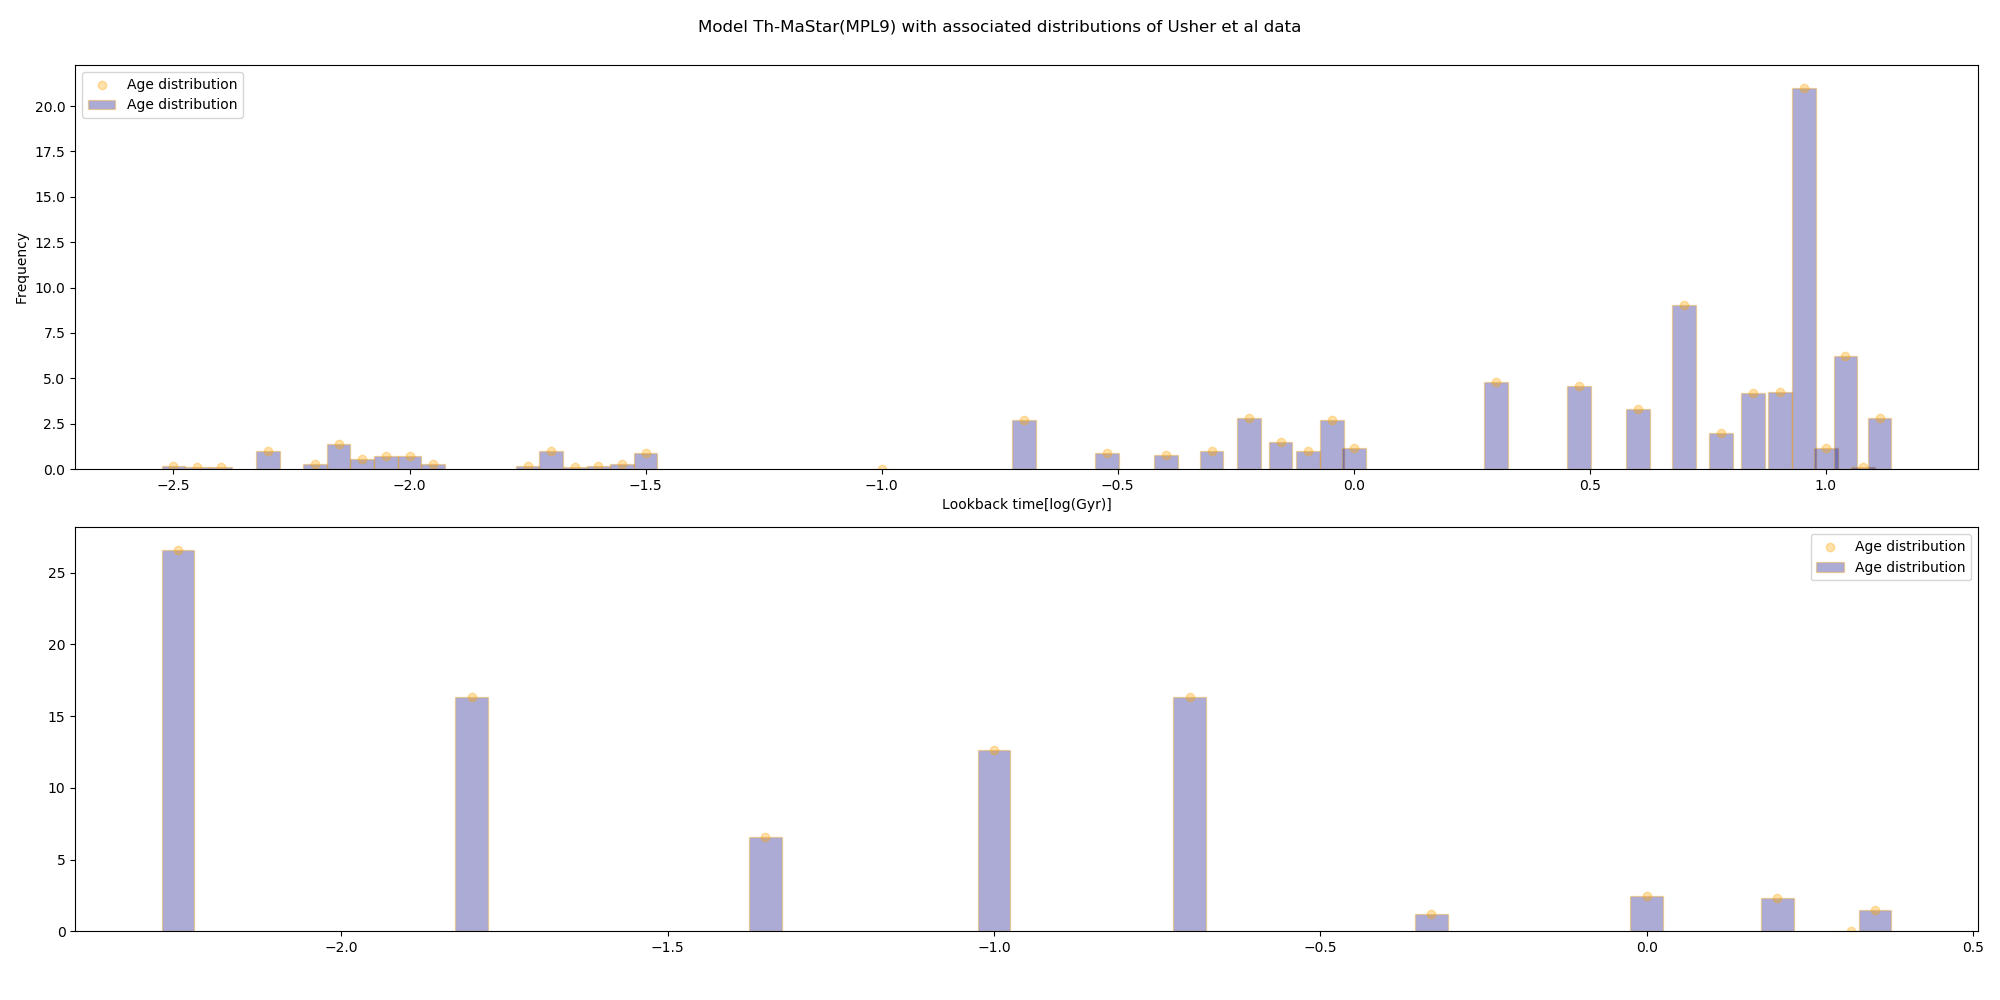 Model Th-MaStar(MPL9) with associated distributions of Usher et al data
Age distribution
Age distribution
Frequency
20.0
17.5
15.0
12.5
10.0
7.5
5.0
2.5
0.0
−2.5 −2.0 −1.5 −1.0 −0.5 0.0 0.5 1.0
Lookback time[log(Gyr)]
Age distribution
Age distribution
25
20
15
10
5
0
−2.0 −1.5 −1.0 −0.5 0.0 0.5